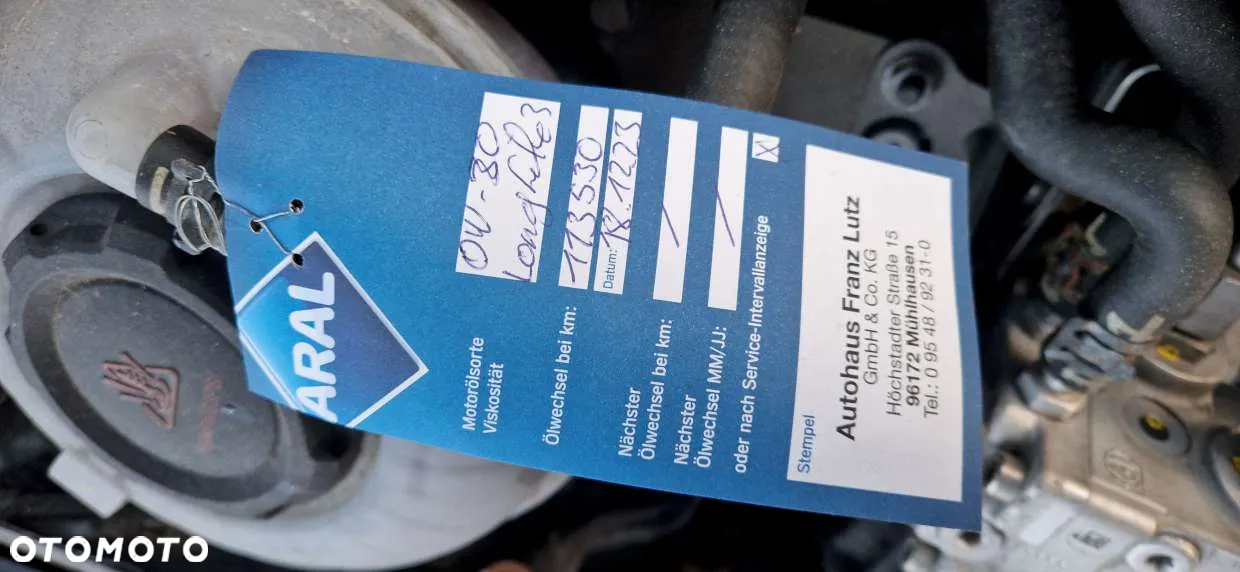 ARAL
Motorölsorte
Viskosität
0W-30
Longlife3
Ölwechsel bei km: 113530
Datum: 18.12.23
Nächster
Ölwechsel bei km: /
Nächster
Ölwechsel MM/JJ: /
oder nach Service-Intervallanzeige X
Stempel
Autohaus Franz Lutz
GmbH & Co. KG
Höchstadter Straße 15
96172 Mühlhausen
Tel.: 0 95 48 / 92 31-0
OTOMOTO